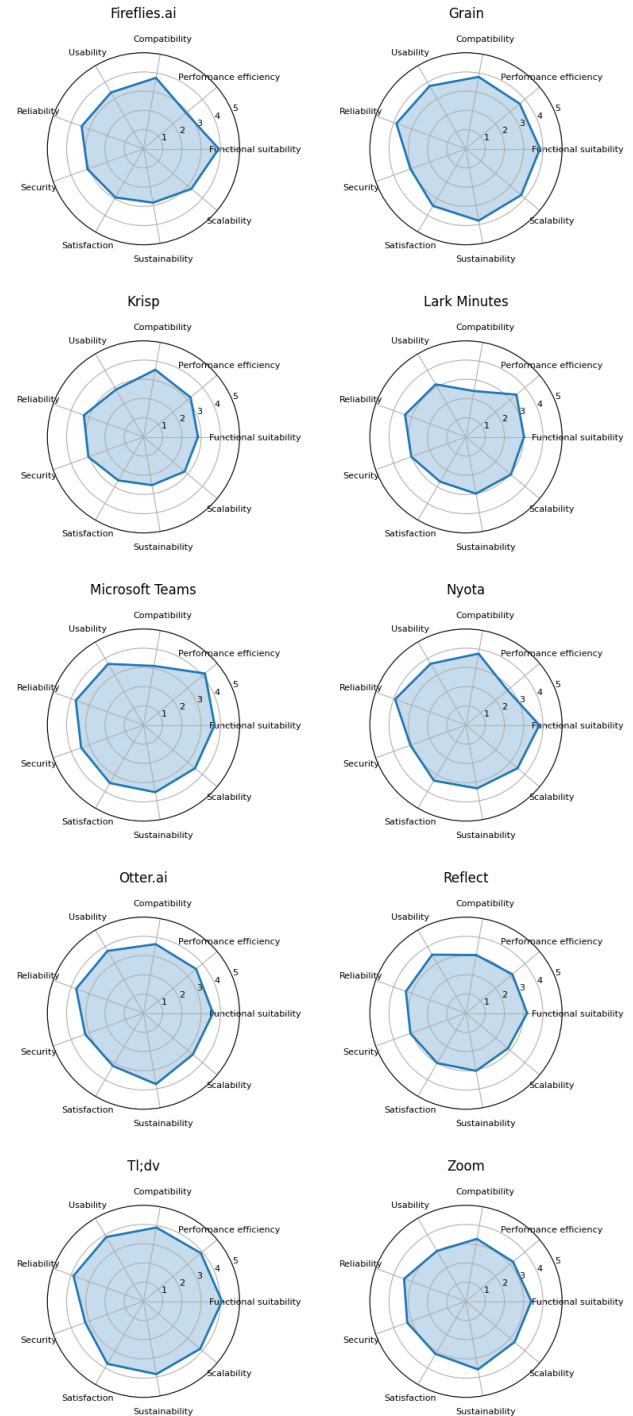 Fireflies.ai
Compatibility
Usability
Performance efficiency
Reliability
1 2 3 4 5
Functional suitability
Security
Scalability
Satisfaction
Sustainability
Grain
Compatibility
Usability
Performance efficiency
Reliability
1 2 3 4 5
Functional suitability
Security
Scalability
Satisfaction
Sustainability
Krisp
Compatibility
Usability
Performance efficiency
Reliability
1 2 3 4 5
Functional suitability
Security
Scalability
Satisfaction
Sustainability
Lark Minutes
Compatibility
Usability
Performance efficiency
Reliability
1 2 3 4 5
Functional suitability
Security
Scalability
Satisfaction
Sustainability
Microsoft Teams
Compatibility
Usability
Performance efficiency
Reliability
1 2 3 4 5
Functional suitability
Security
Scalability
Satisfaction
Sustainability
Nyota
Compatibility
Usability
Performance efficiency
Reliability
1 2 3 4 5
Functional suitability
Security
Scalability
Satisfaction
Sustainability
Otter.ai
Compatibility
Usability
Performance efficiency
Reliability
1 2 3 4 5
Functional suitability
Security
Scalability
Satisfaction
Sustainability
Reflect
Compatibility
Usability
Performance efficiency
Reliability
1 2 3 4 5
Functional suitability
Security
Scalability
Satisfaction
Sustainability
Tl;dv
Compatibility
Usability
Performance efficiency
Reliability
1 2 3 4 5
Functional suitability
Security
Scalability
Satisfaction
Sustainability
Zoom
Compatibility
Usability
Performance efficiency
Reliability
1 2 3 4 5
Functional suitability
Security
Scalability
Satisfaction
Sustainability